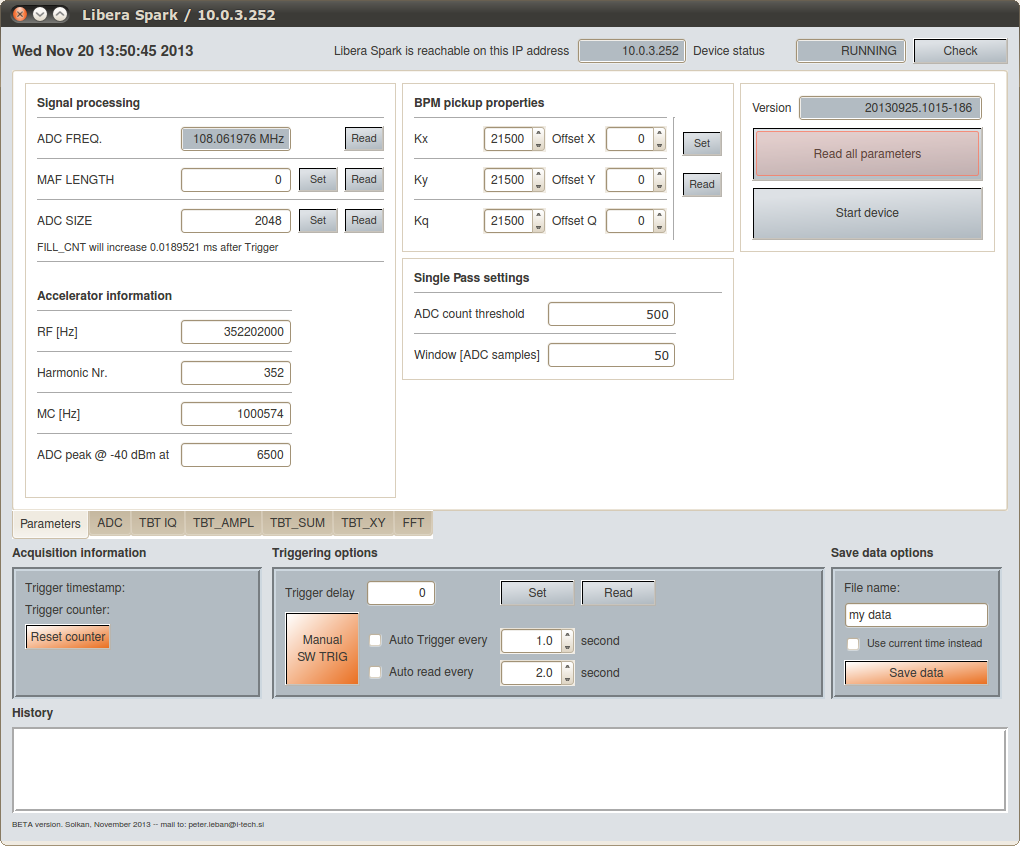 Libera Spark / 10.0.3.252
Wed Nov 20 13:50:45 2013
Libera Spark is reachable on this IP address 10.0.3.252 Device status RUNNING Check
Signal processing
ADC FREQ. 108.061976 MHz Read
MAF LENGTH 0 Set Read
ADC SIZE 2048 Set Read
FILL_CNT will increase 0.0189521 ms after Trigger
Accelerator information
RF [Hz] 352202000
Harmonic Nr. 352
MC [Hz] 1000574
ADC peak @ -40 dBm at 6500
BPM pickup properties
Kx 21500 Offset X 0 Set
Ky 21500 Offset Y 0 Read
Kq 21500 Offset Q 0
Single Pass settings
ADC count threshold 500
Window [ADC samples] 50
Version 20130925.1015-186
Read all parameters
Start device
Parameters ADC TBT IQ TBT_AMPL TBT_SUM TBT_XY FFT
Acquisition information
Trigger timestamp:
Trigger counter:
Reset counter
Triggering options
Trigger delay 0 Set Read
Manual
SW TRIG
Auto Trigger every 1.0 second
Auto read every 2.0 second
Save data options
File name:
my data
Use current time instead
Save data
History
BETA version. Solkan, November 2013 -- mail to: peter.leban@i-tech.si